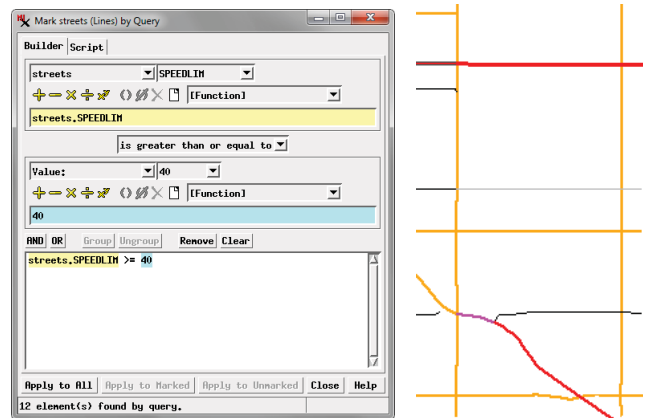 Mark streets (Lines) by Query
Builder Script
streets SPEEDLIM
[Function]
streets.SPEEDLIM
is greater than or equal to
Value: 40
[Function]
40
AND OR Group Ungroup Remove Clear
streets.SPEEDLIM >= 40
Apply to All Apply to Marked Apply to Unmarked Close Help
12 element(s) found by query.